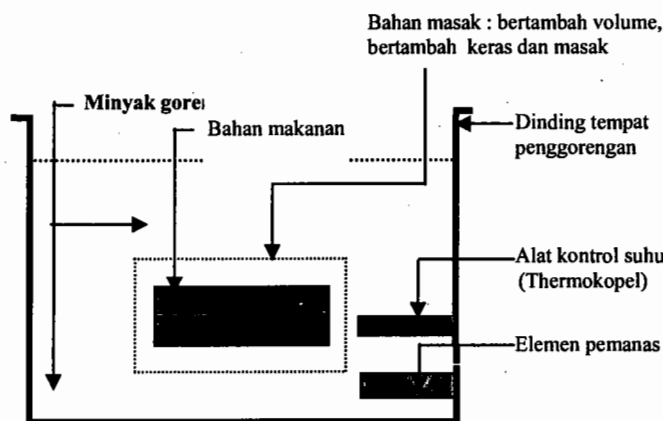 Bahan masak : bertambah volume,
bertambah keras dan masak
Minyak gore
Bahan makanan
Dinding tempat
penggorengan
Alat kontrol suhu
(Thermokopel)
Elemen pemanas